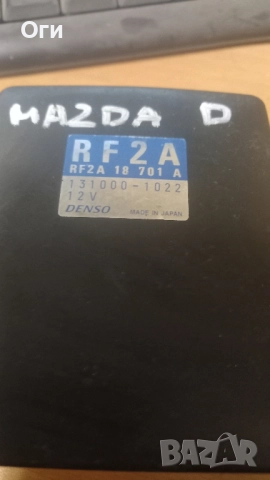 Оги
MAZDA D
RF2A
RF2A 18 701 A
131000-1022
12V
DENSO MADE IN JAPAN
BAZAR